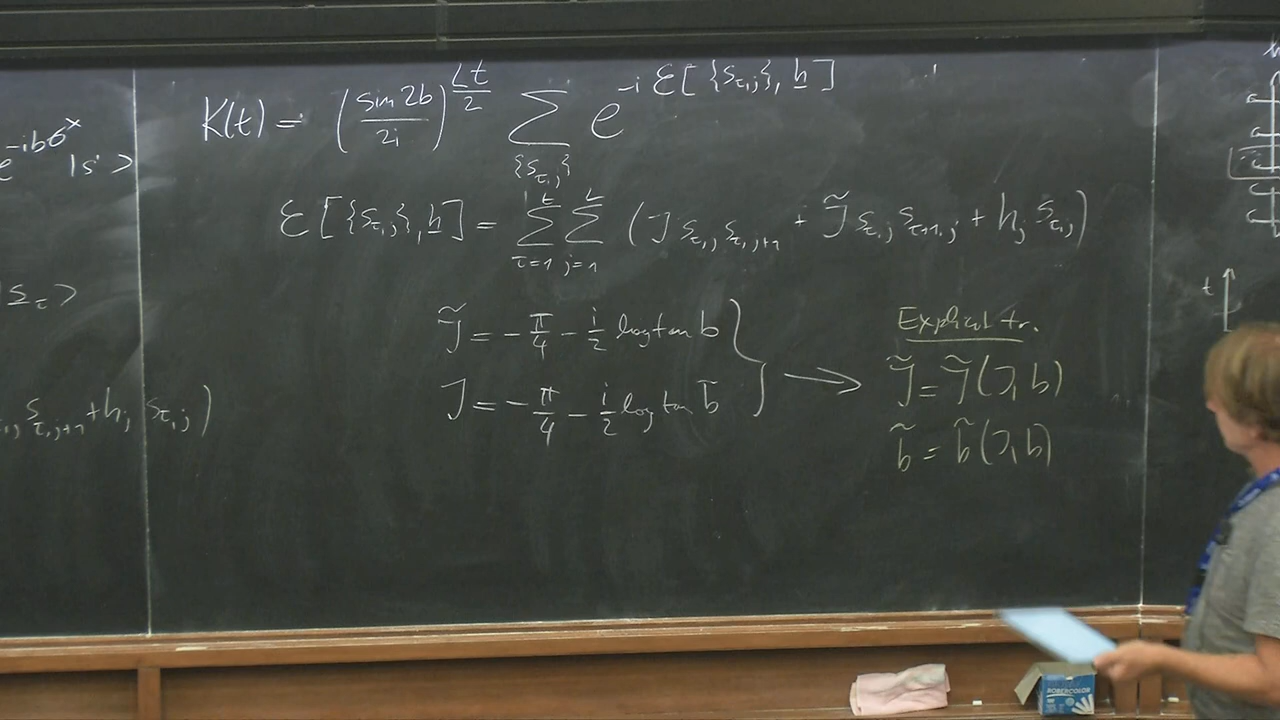 e^{-ibσ^x} |s'>
|s_τ>
s_{τ,j+1} + h_j s_{τ,j})
K(t) = (sin 2b / 2i)^{Lt/2} ∑_{{s_{τ,j}}} e^{-i ε[{s_{τ,j}}, h]}
ε[{s_{τ,j}}, h] = ∑_{τ=1}^{t} ∑_{j=1}^{L} (J s_{τ,j} s_{τ,j+1} + J̃ s_{τ,j} s_{τ+1,j} + h_j s_{τ,j})
J̃ = -π/4 - i/2 log tan b
J = -π/4 - i/2 log tan b̃
} →
Explicit tr.
J̃ = J̃(J, b)
b̃ = b̃(J, b)
t
ROBERCOLOR